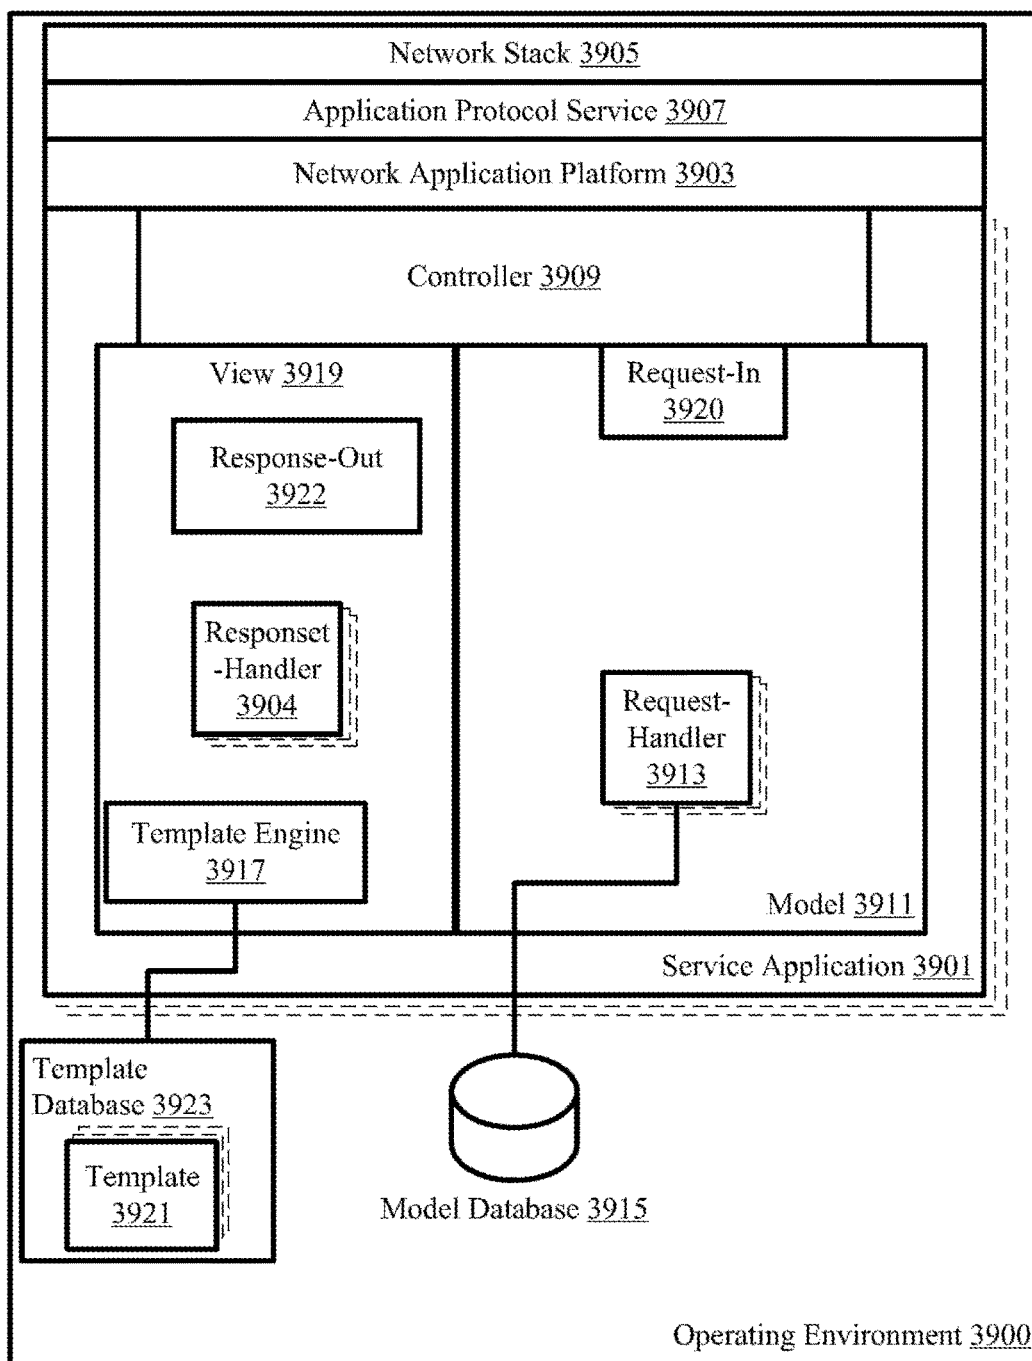 Network Stack 3905
Application Protocol Service 3907
Network Application Platform 3903
Controller 3909
View 3919
Response-Out
3922
Responset
-Handler
3904
Template Engine
3917
Request-In
3920
Request-
Handler
3913
Model 3911
Service Application 3901
Template
Database 3923
Template
3921
Model Database 3915
Operating Environment 3900